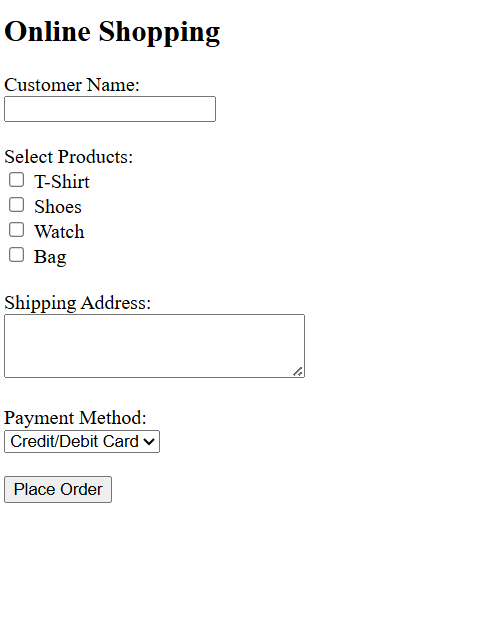 Online Shopping
Customer Name:
Select Products:
T-Shirt
Shoes
Watch
Bag
Shipping Address:
Payment Method:
Credit/Debit Card
Place Order